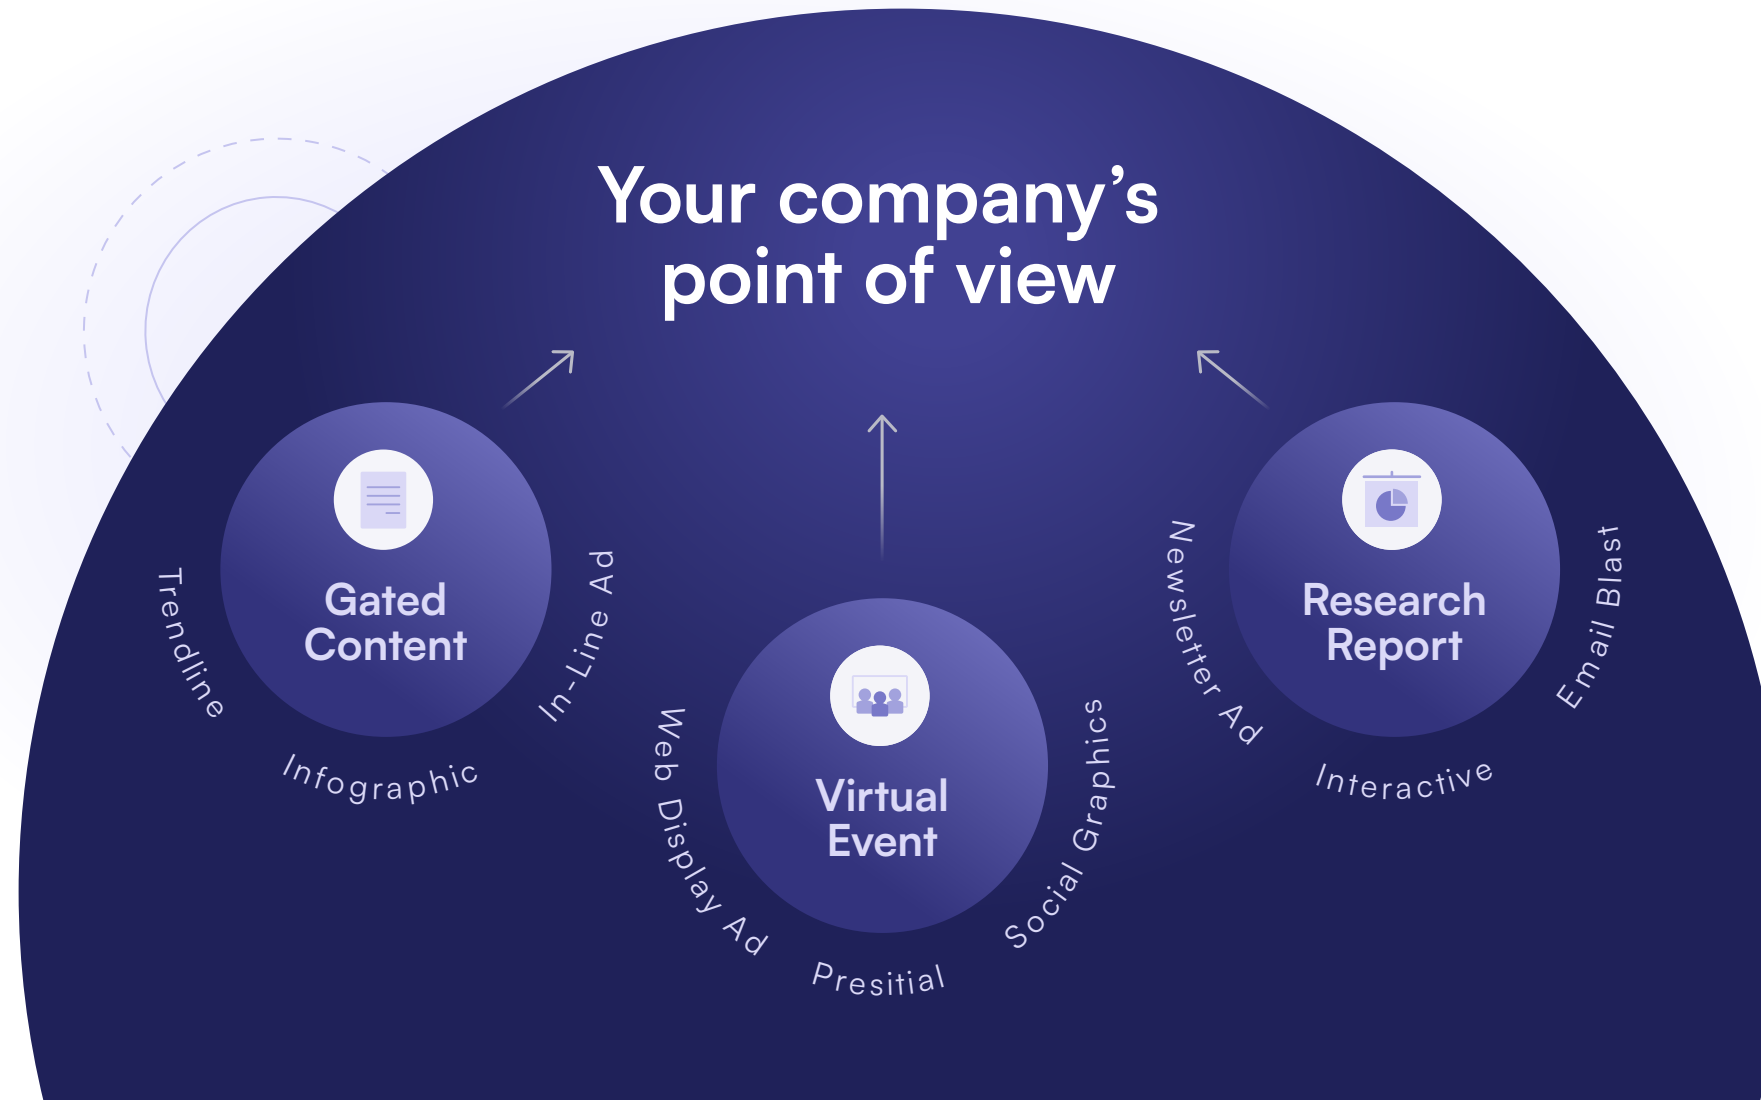 Your company’s
point of view
Gated
Content
Trendline
Infographic
In-Line Ad
Virtual
Event
Web Display Ad
Presitial
Social Graphics
Research
Report
Newsletter Ad
Interactive
Email Blast